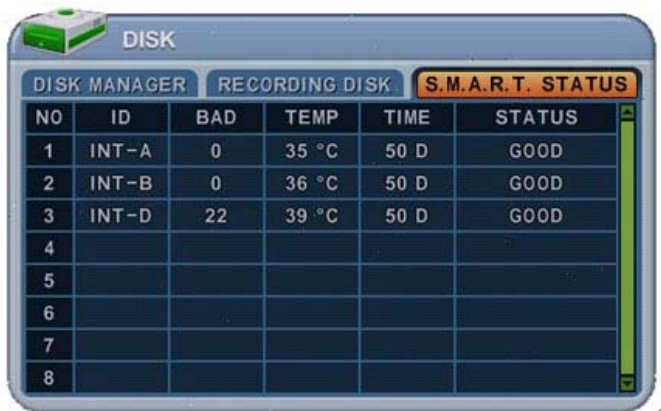 DISK
DISK MANAGER RECORDING DISK S.M.A.R.T. STATUS
NO ID BAD TEMP TIME STATUS
1 INT-A 0 35 °C 50 D GOOD
2 INT-B 0 36 °C 50 D GOOD
3 INT-D 22 39 °C 50 D GOOD
4
5
6
7
8